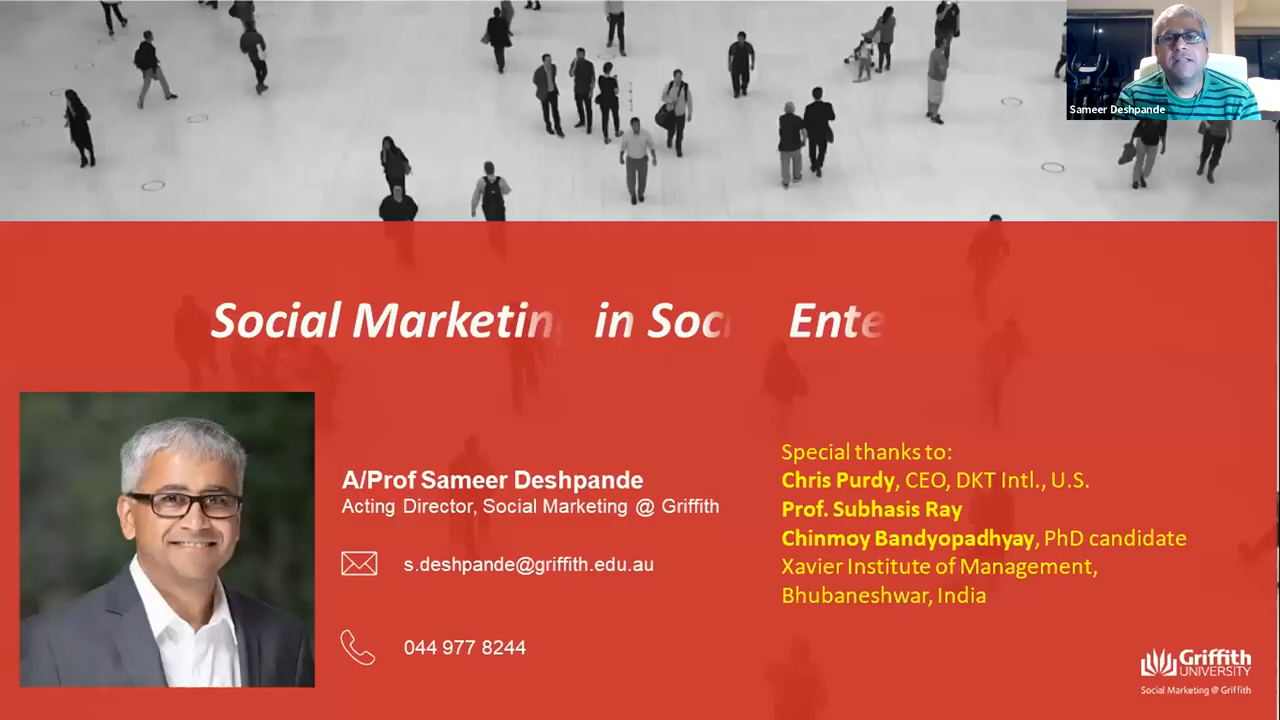 Sameer Deshpande
Social Marketin in Soc Ente
A/Prof Sameer Deshpande
Acting Director, Social Marketing @ Griffith
s.deshpande@griffith.edu.au
044 977 8244
Special thanks to:
Chris Purdy, CEO, DKT Intl., U.S.
Prof. Subhasis Ray
Chinmoy Bandyopadhyay, PhD candidate
Xavier Institute of Management,
Bhubaneshwar, India
Griffith
UNIVERSITY
Social Marketing @ Griffith